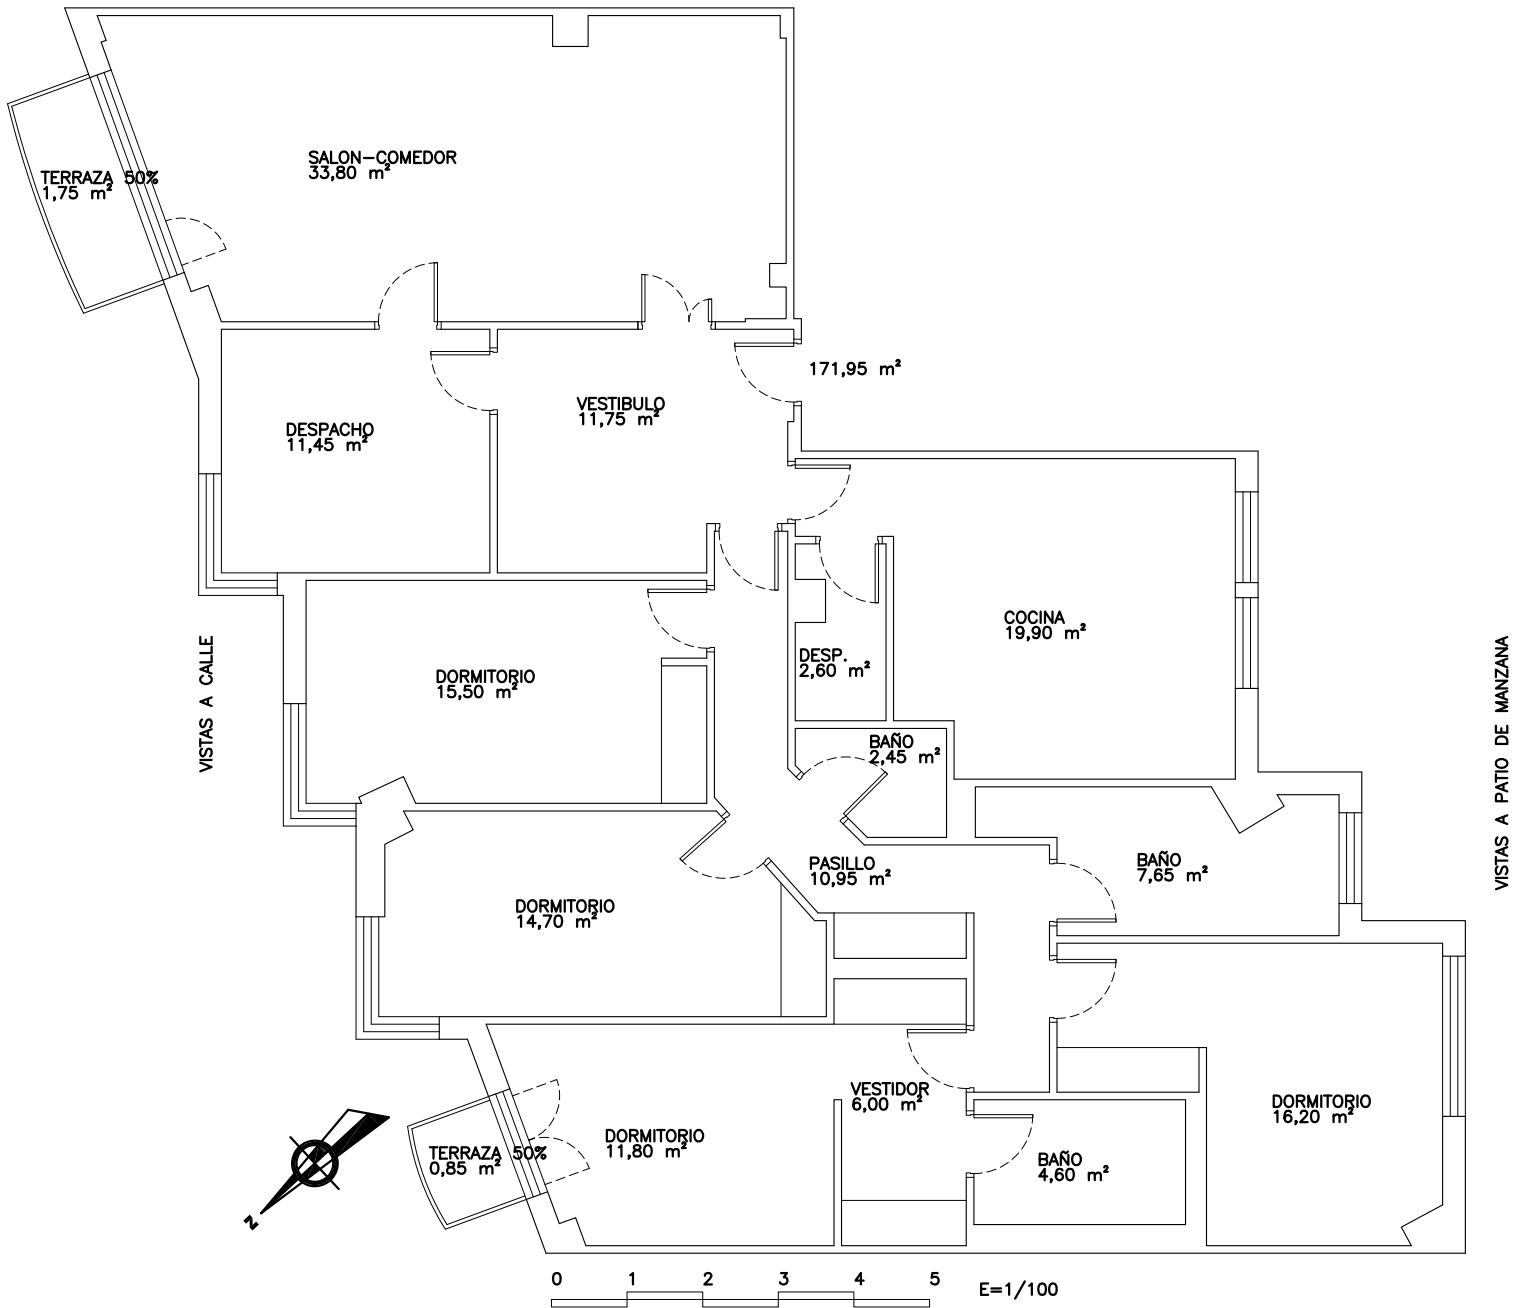 SALON-COMEDOR
33,80 m²
TERRAZA 50%
1,75 m²
171,95 m²
VESTIBULO
11,75 m²
DESPACHO
11,45 m²
COCINA
19,90 m²
DESP.
2,60 m²
DORMITORIO
15,50 m²
VISTAS A CALLE
VISTAS A PATIO DE MANZANA
BAÑO
2,45 m²
PASILLO
10,95 m²
BAÑO
7,65 m²
DORMITORIO
14,70 m²
VESTIDOR
6,00 m²
DORMITORIO
16,20 m²
DORMITORIO
11,80 m²
TERRAZA 50%
0,85 m²
BAÑO
4,60 m²
N
0 1 2 3 4 5
E=1/100